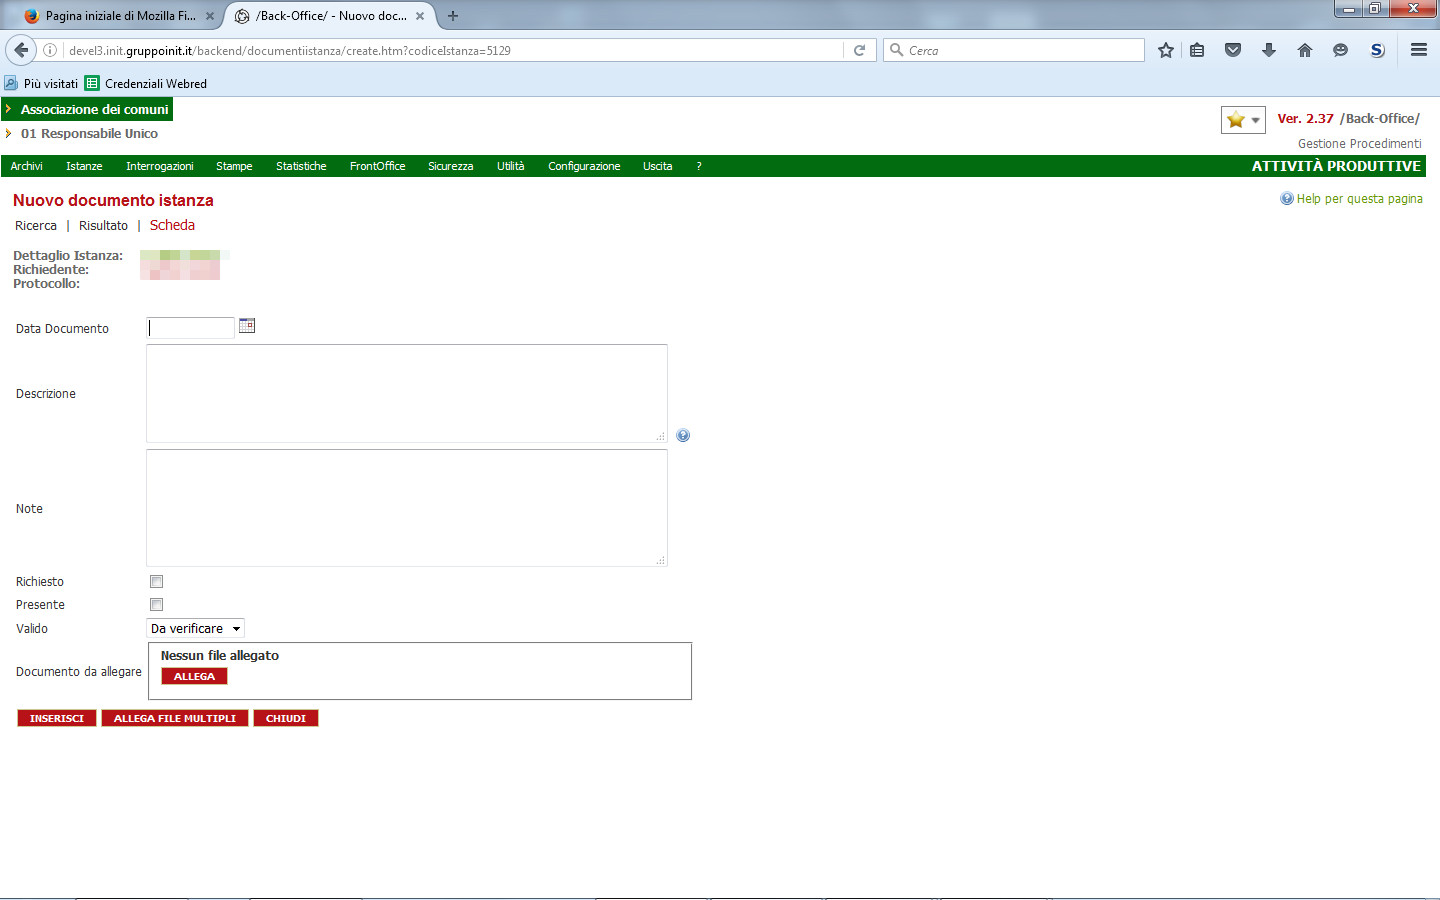 Pagina iniziale di Mozilla Fi...
/Back-Office/ - Nuovo doc...
devel3.init.gruppoinit.it/backend/documentiistanza/create.htm?codiceIstanza=5129
Cerca
Più visitati
Credenziali Webred
Associazione dei comuni
01 Responsabile Unico
Ver. 2.37 /Back-Office/
Gestione Procedimenti
Archivi Istanze Interrogazioni Stampe Statistiche FrontOffice Sicurezza Utilità Configurazione Uscita ? ATTIVITÀ PRODUTTIVE
Nuovo documento istanza
Help per questa pagina
Ricerca | Risultato | Scheda
Dettaglio Istanza:
Richiedente:
Protocollo:
Data Documento
Descrizione
Note
Richiesto
Presente
Valido Da verificare
Nessun file allegato
Documento da allegare
ALLEGA
INSERISCI ALLEGA FILE MULTIPLI CHIUDI